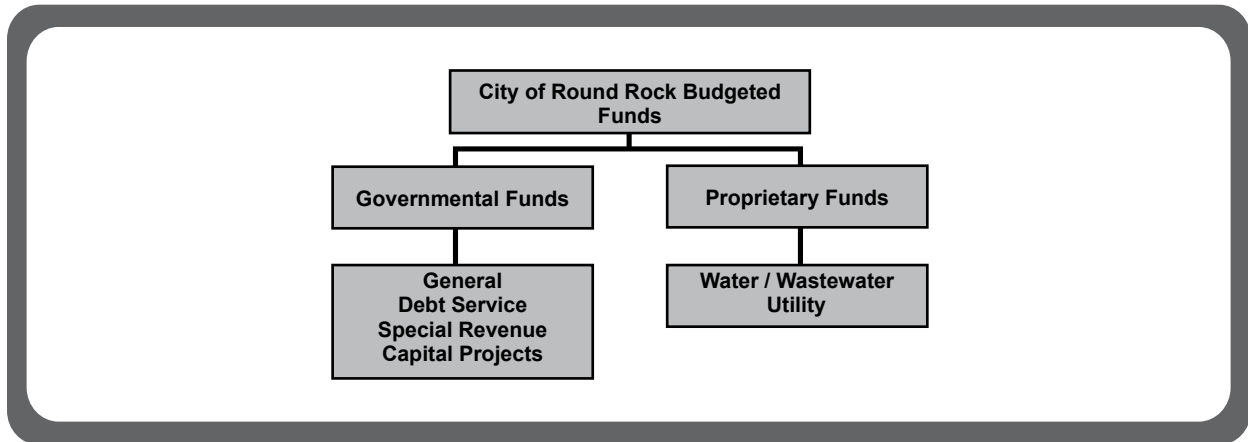 City of Round Rock Budgeted
Funds
Governmental Funds
Proprietary Funds
General
Debt Service
Special Revenue
Capital Projects
Water / Wastewater
Utility